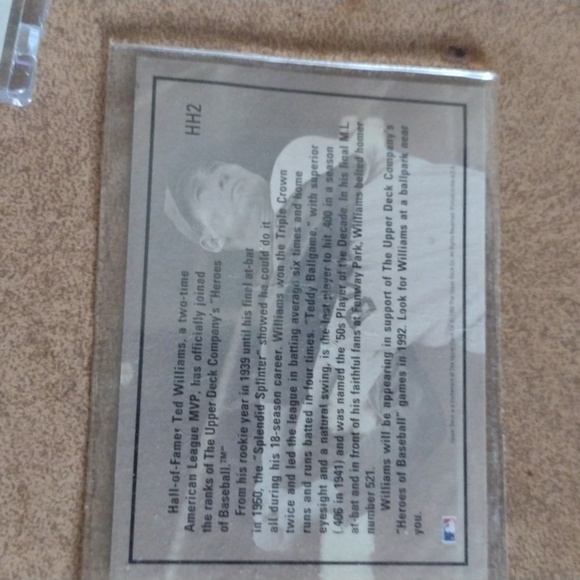 HH2
Hall-of-Famer Ted Williams, a two-time
American League MVP, has officially joined
the ranks of The Upper Deck Company's "Heroes
of Baseball."™
From his rookie year in 1939 until his final at-bat
in 1960, the "Splendid Splinter" showed he could do it
all during his 18-season career. Williams won the Triple Crown
twice and led the league in batting average six times and home
runs and runs batted in four times. "Teddy Ballgame," with superior
eyesight and a natural swing, is the last player to hit .400 in a season
(.406 in 1941) and was named the '50s Player of the Decade. In his final M.L.
at-bat and in front of his faithful fans at Fenway Park, Williams belted homer
number 521.
Williams will be appearing in support of The Upper Deck Company's
"Heroes of Baseball" games in 1992. Look for Williams at a ballpark near
you.